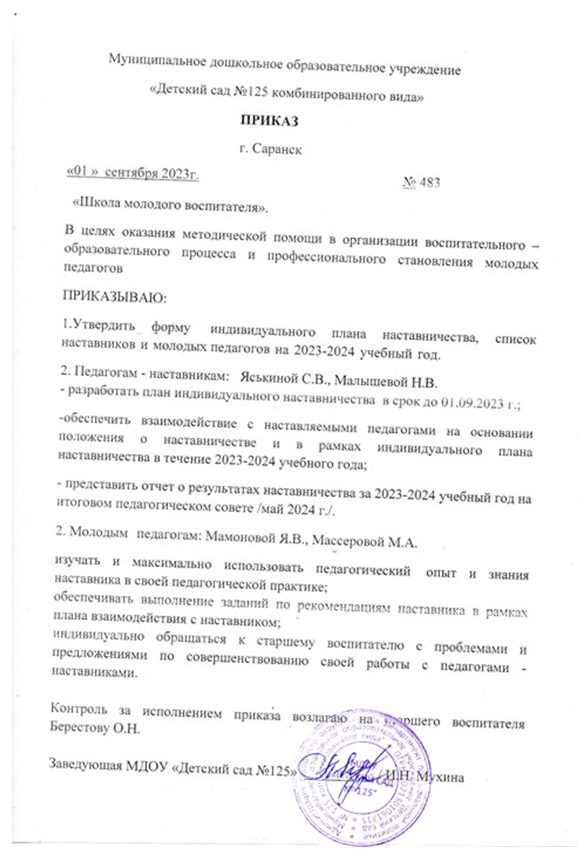 Муниципальное дошкольное образовательное учреждение
«Детский сад №125 комбинированного вида»
ПРИКАЗ
г. Саранск
«01 » сентября 2023г. № 483
«Школа молодого воспитателя».
В целях оказания методической помощи в организации воспитательного –
образовательного процесса и профессионального становления молодых
педагогов
ПРИКАЗЫВАЮ:
1.Утвердить форму индивидуального плана наставничества, список
наставников и молодых педагогов на 2023-2024 учебный год.
2. Педагогам - наставникам: Яськиной С.В., Малышевой Н.В.
- разработать план индивидуального наставничества в срок до 01.09.2023 г.;
-обеспечить взаимодействие с наставляемыми педагогами на основании
положения о наставничестве и в рамках индивидуального плана
наставничества в течение 2023-2024 учебного года;
- представить отчет о результатах наставничества за 2023-2024 учебный год на
итоговом педагогическом совете /май 2024 г./.
2. Молодым педагогам: Мамоновой Я.В., Массеровой М.А.
изучать и максимально использовать педагогический опыт и знания
наставника в своей педагогической практике;
обеспечивать выполнение заданий по рекомендациям наставника в рамках
плана взаимодействия с наставником;
индивидуально обращаться к старшему воспитателю с проблемами и
предложениями по совершенствованию своей работы с педагогами -
наставниками.
Контроль за исполнением приказа возлагаю на старшего воспитателя
Берестову О.Н.
Заведующая МДОУ «Детский сад №125» / И.Н. Мухина